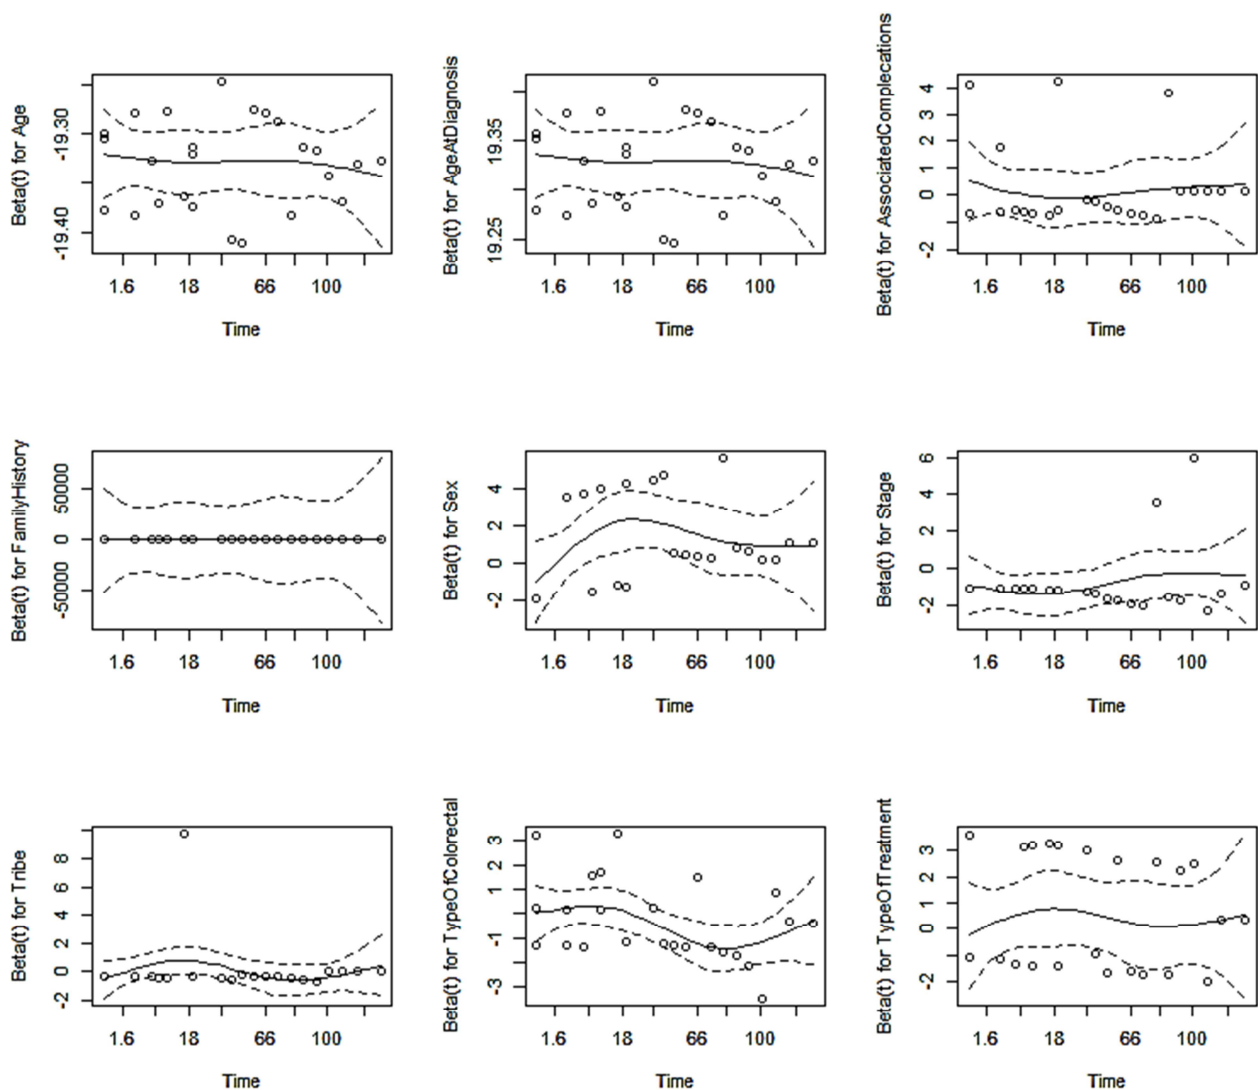 Beta(t) for Age
-19.30
-19.40
1.6 18 66 100
Time
Beta(t) for AgeAtDiagnosis
19.35
19.25
1.6 18 66 100
Time
Beta(t) for AssociatedComplecations
4
3
2
1
0
-2
1.6 18 66 100
Time
Beta(t) for FamilyHistory
50000
0
-50000
1.6 18 66 100
Time
Beta(t) for Sex
4
2
0
-2
1.6 18 66 100
Time
Beta(t) for Stage
6
4
2
0
-2
1.6 18 66 100
Time
Beta(t) for Tribe
8
6
4
2
0
-2
1.6 18 66 100
Time
Beta(t) for TypeOfColorectal
3
2
1
-1
-3
1.6 18 66 100
Time
Beta(t) for TypeOfTreatment
3
2
1
0
-2
1.6 18 66 100
Time